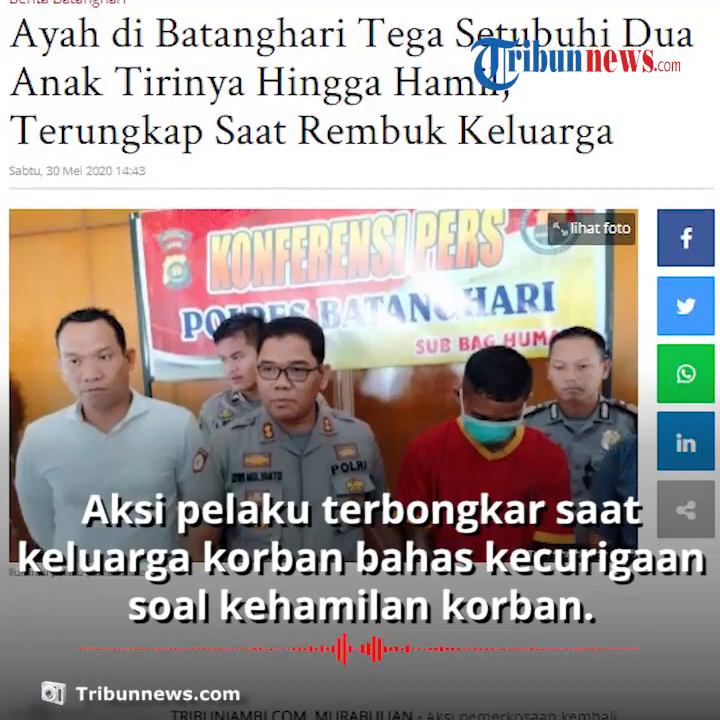 Berita Batanghari
Ayah di Batanghari Tega Setubuhi Dua
Anak Tirinya Hingga Hamil,
Terungkap Saat Rembuk Keluarga
Tribunnews.com
Sabtu, 30 Mei 2020 14:43
lihat foto
KONFERENSI PERS
POLRES BATANGHARI
SUB BAG HUMA
POLRI
Aksi pelaku terbongkar saat
keluarga korban bahas kecurigaan
soal kehamilan korban.
Tribunnews.com
TRIBUNJAMBI.COM, MURABULIAN - Aksi pemerkosaan kembali